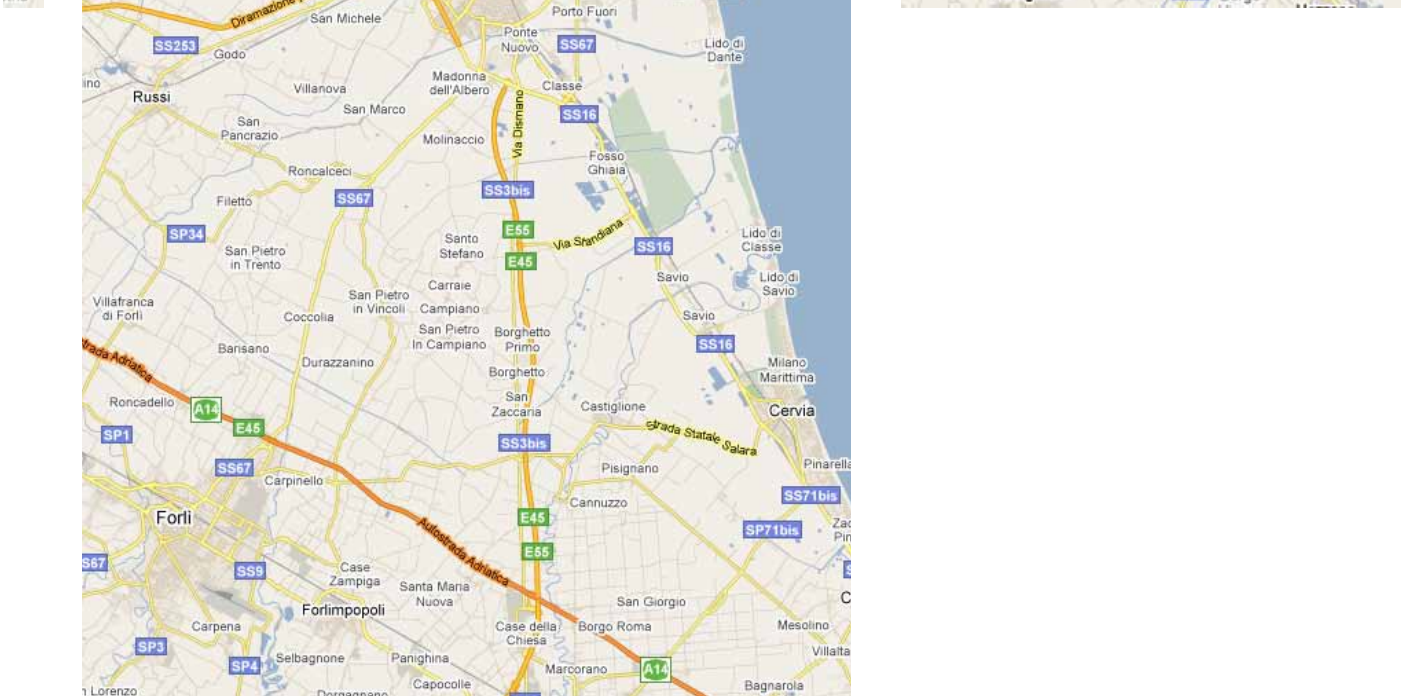 Porto Fuori
San Michele
Diramazione
Ponte
Nuovo
SS67
SS253
Godo
Lido di
Dante
Madonna
dell'Albero
Classe
Villanova
Russi
San Marco
SS16
Via Dismano
San
Pancrazio
Molinaccio
Fosso
Ghiaia
Roncalceci
SS67
SS3bis
Filetto
E55
SP34
Via Standiana
Lido di
Classe
Santo
Stefano
SS16
San Pietro
in Trento
E45
Savio
Lido di
Savio
Carraie
San Pietro
in Vincoli
Campiano
Villafranca
di Forlì
Coccolia
Savio
San Pietro
In Campiano
Borghetto
Primo
SS16
Barisano
trada Adriatica
Durazzanino
Milano
Marittima
Borghetto
Roncadello
A14
San
Zaccaria
Castiglione
Cervia
E45
Strada Statale Salara
SP1
SS3bis
SS67
Pisignano
Pinarella
Carpinello
SS71bis
Cannuzzo
Forlì
E45
SP71bis
Zad
Pin
Autostrada Adriatica
E55
S67
SS9
Case
Zampiga
Santa Maria
Nuova
San Giorgio
Forlimpopoli
Carpena
Case della
Chiesa
Borgo Roma
Mesolino
SP3
Villalta
Selbagnone
Panighina
SP4
Marcorano
A14
Capocolle
Bagnarola
Lorenzo